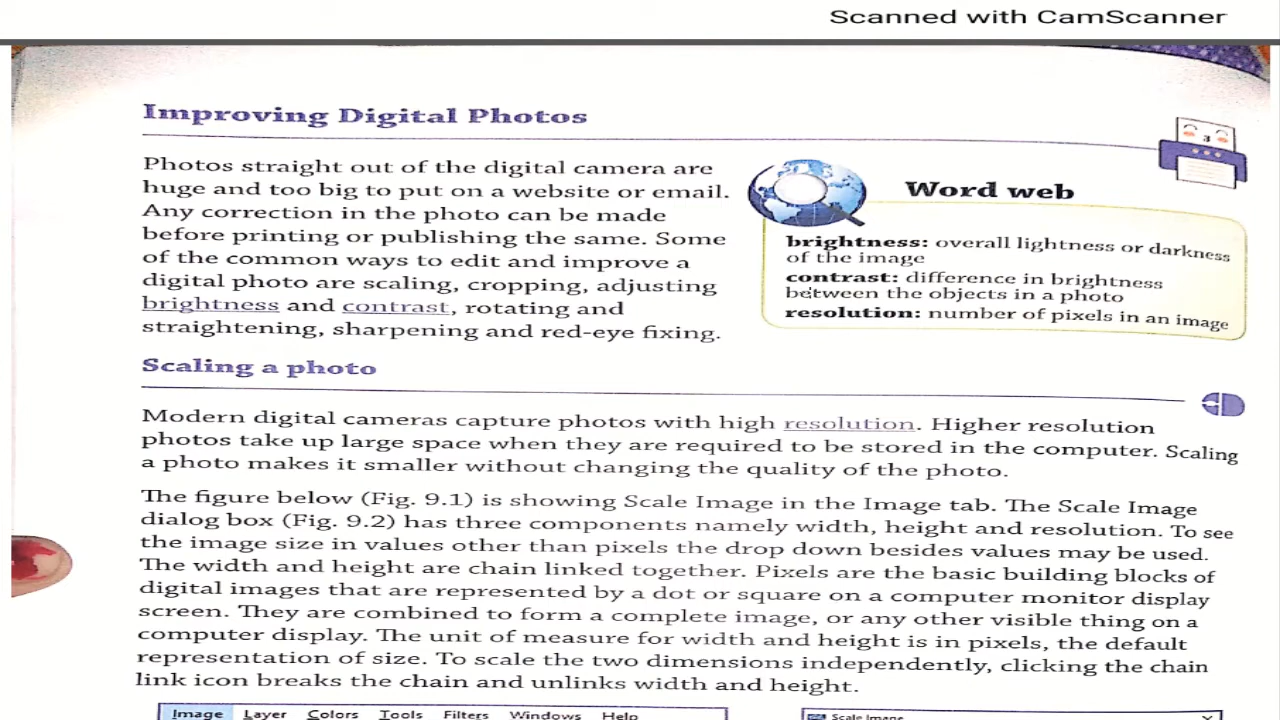 Scanned with CamScanner
Improving Digital Photos
Photos straight out of the digital camera are
huge and too big to put on a website or email.
Any correction in the photo can be made
before printing or publishing the same. Some
of the common ways to edit and improve a
digital photo are scaling, cropping, adjusting
brightness and contrast, rotating and
straightening, sharpening and red-eye fixing.
Word web
brightness: overall lightness or darkness
of the image
contrast: difference in brightness
between the objects in a photo
resolution: number of pixels in an image
Scaling a photo
Modern digital cameras capture photos with high resolution. Higher resolution
photos take up large space when they are required to be stored in the computer. Scaling
a photo makes it smaller without changing the quality of the photo.
The figure below (Fig. 9.1) is showing Scale Image in the Image tab. The Scale Image
dialog box (Fig. 9.2) has three components namely width, height and resolution. To see
the image size in values other than pixels the drop down besides values may be used.
The width and height are chain linked together. Pixels are the basic building blocks of
digital images that are represented by a dot or square on a computer monitor display
screen. They are combined to form a complete image, or any other visible thing on a
computer display. The unit of measure for width and height is in pixels, the default
representation of size. To scale the two dimensions independently, clicking the chain
link icon breaks the chain and unlinks width and height.
Image Layer Colors Tools Filters Windows Help
Scale Image